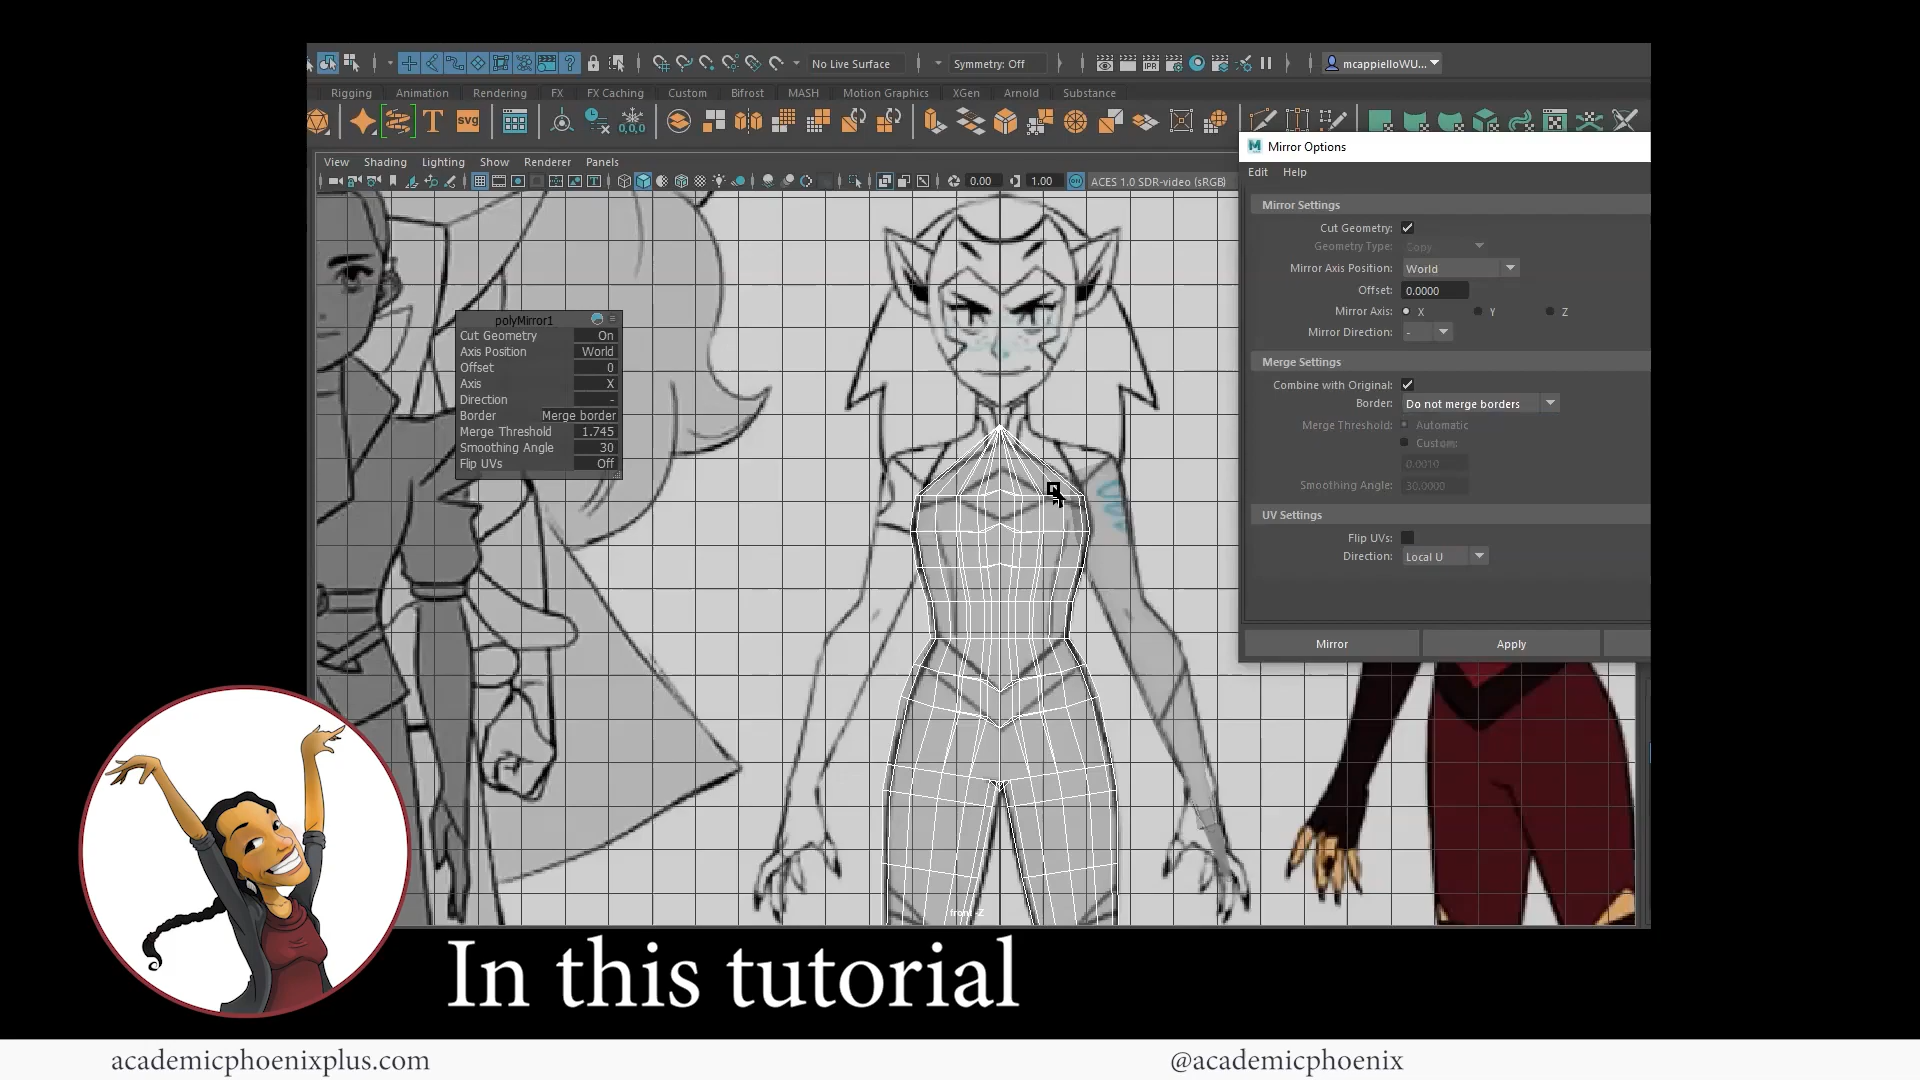 No Live Surface
Symmetry: Off
mcappielloWU...
Rigging Animation Rendering FX FX Caching Custom Bifrost MASH Motion Graphics XGen Arnold Substance
T svg 0,0,0
Mirror Options
View Shading Lighting Show Renderer Panels
0.00 1.00 ACES 1.0 SDR-video (sRGB)
Edit Help
Mirror Settings
Cut Geometry:
Geometry Type: Copy
Mirror Axis Position: World
Offset: 0.0000
Mirror Axis: X Y Z
Mirror Direction: -
Merge Settings
Combine with Original:
Border: Do not merge borders
Merge Threshold: Automatic
Custom:
0.0010
Smoothing Angle: 30.0000
UV Settings
Flip UVs:
Direction: Local U
Mirror Apply
polyMirror1
Cut Geometry On
Axis Position World
Offset 0
Axis X
Direction -
Border Merge border
Merge Threshold 1.745
Smoothing Angle 30
Flip UVs Off
front -Z
In this tutorial
academicphoenixplus.com
@academicphoenix